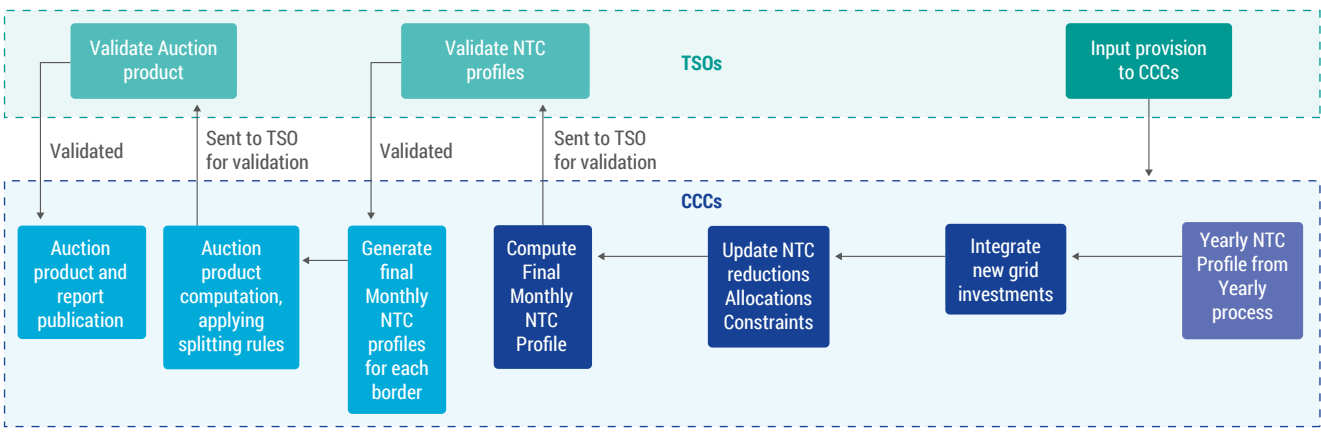 Validate Auction
product
Validate NTC
profiles
TSOs
Input provision
to CCCs
Validated
Sent to TSO
for validation
Validated
Sent to TSO
for validation
CCCs
Auction
product and
report
publication
Auction
product
computation,
applying
splitting rules
Generate
final
Monthly
NTC
profiles
for each
border
Compute
Final
Monthly
NTC
Profile
Update NTC
reductions
Allocations
Constraints
Integrate
new grid
investments
Yearly NTC
Profile from
Yearly
process